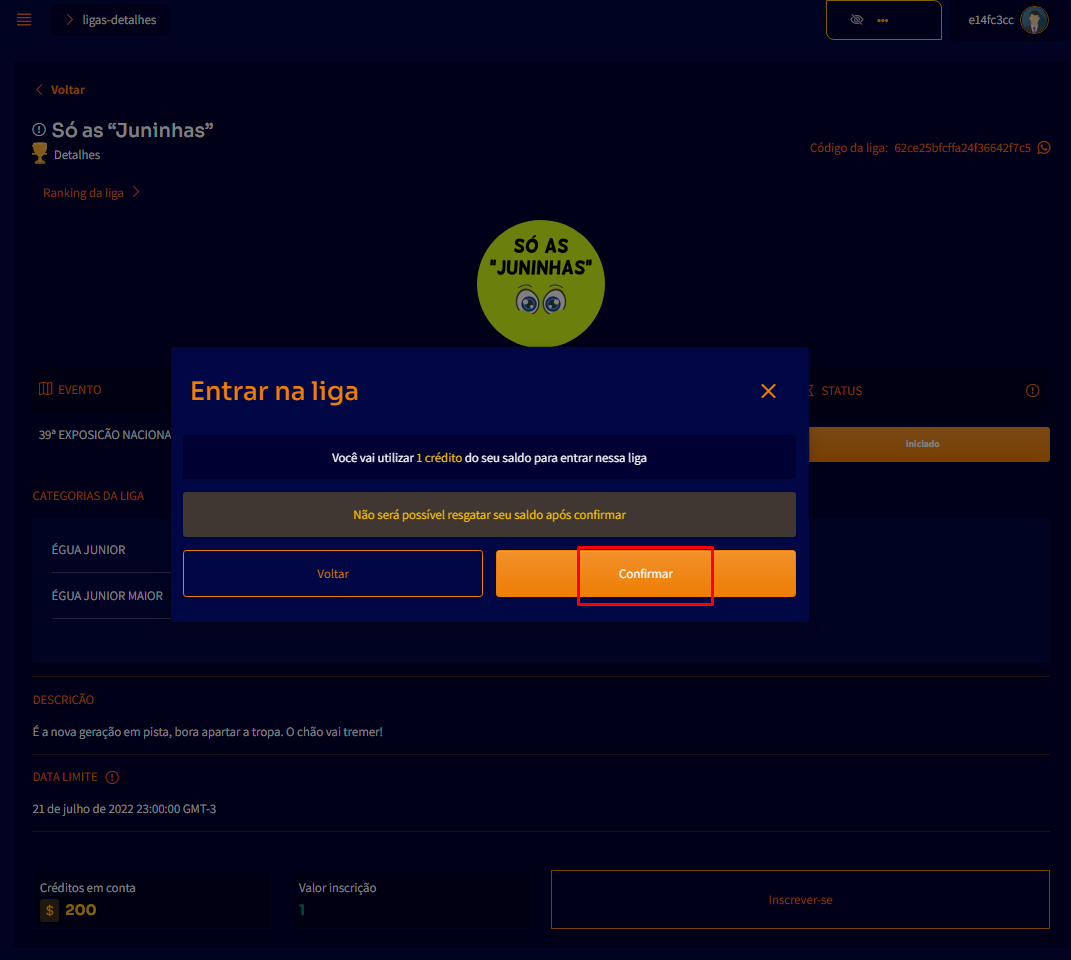 ligas-detalhes
e14fc3cc
Voltar
Só as “Juninhas”
Detalhes
Código da liga: 62ce25bfcffa24f36642f7c5
Ranking da liga
SÓ AS
"JUNINHAS"
EVENTO
STATUS
39ª EXPOSICÃO NACIONA
Iniciado
CATEGORIAS DA LIGA
ÉGUA JUNIOR
ÉGUA JUNIOR MAIOR
Entrar na liga
Você vai utilizar 1 crédito do seu saldo para entrar nessa liga
Não será possível resgatar seu saldo após confirmar
Voltar
Confirmar
DESCRICÃO
É a nova geração em pista, bora apartar a tropa. O chão vai tremer!
DATA LIMITE
21 de julho de 2022 23:00:00 GMT-3
Créditos em conta
$ 200
Valor inscrição
1
Inscrever-se